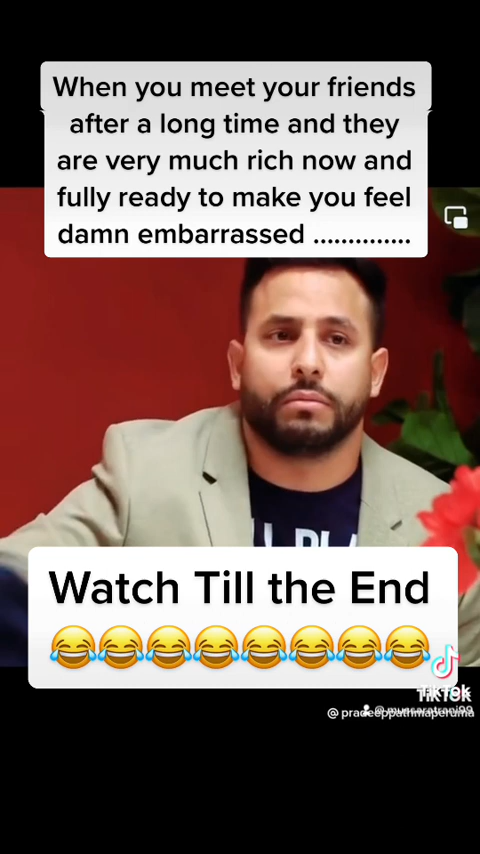 When you meet your friends
after a long time and they
are very much rich now and
fully ready to make you feel
damn embarrassed ..............
Watch Till the End
😂😂😂😂😂😂😂😂
TikTok
@ pradeeppathmaperuma